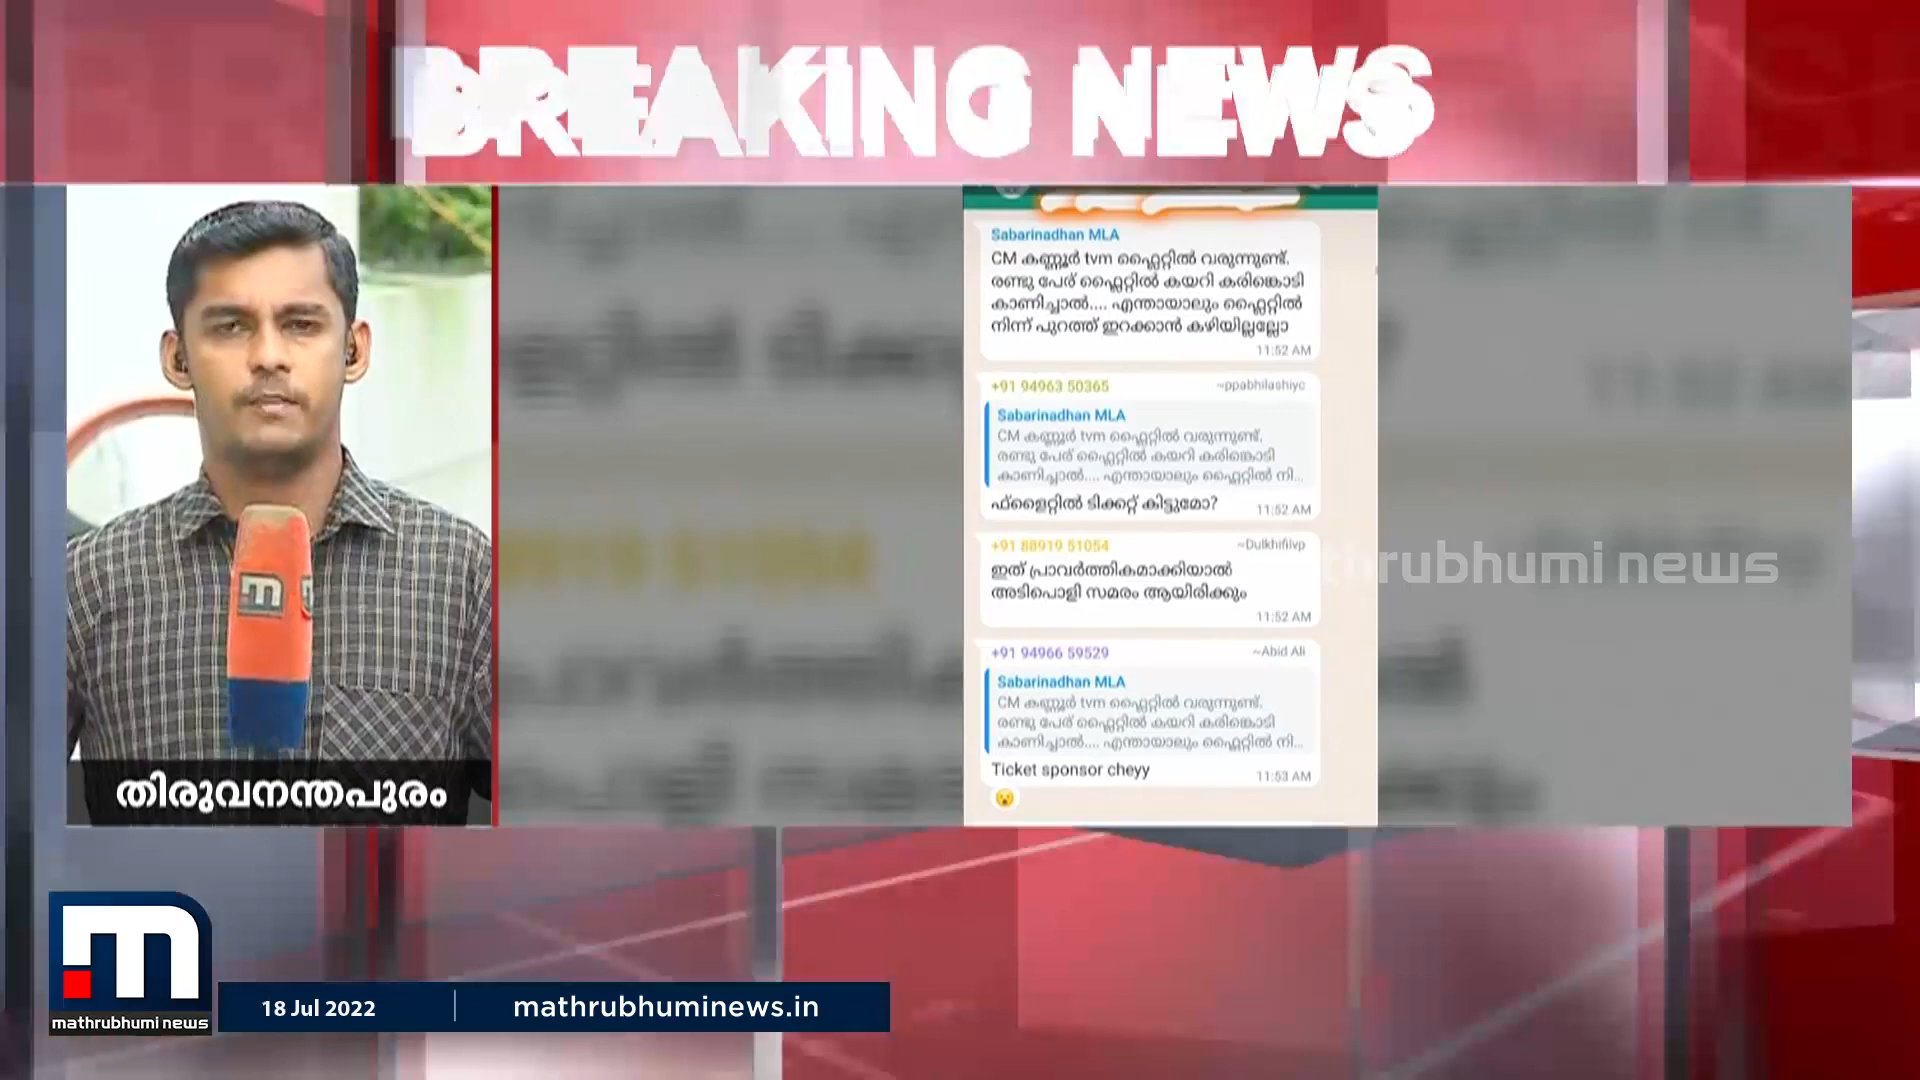 BREAKING NEWS
Sabarinadhan MLA
CM കണ്ണൂർ tvm ഫ്ലൈറ്റിൽ വരുന്നുണ്ട്.
രണ്ടു പേര് ഫ്ലൈറ്റിൽ കയറി കരിങ്കൊടി
കാണിച്ചാൽ.... എന്തായാലും ഫ്ലൈറ്റിൽ
നിന്ന് പുറത്ത് ഇറക്കാൻ കഴിയില്ലല്ലോ
11:52 AM
+91 94963 50365 ~ppabhilashiyc
Sabarinadhan MLA
CM കണ്ണൂർ tvm ഫ്ലൈറ്റിൽ വരുന്നുണ്ട്.
രണ്ടു പേര് ഫ്ലൈറ്റിൽ കയറി കരിങ്കൊടി
കാണിച്ചാൽ.... എന്തായാലും ഫ്ലൈറ്റിൽ നി...
ഫ്ളൈറ്റിൽ ടിക്കറ്റ് കിട്ടുമോ? 11:52 AM
+91 88919 51054 ~Dulkhifilvp
ഇത് പ്രാവർത്തികമാക്കിയാൽ
അടിപൊളി സമരം ആയിരിക്കും
11:52 AM
+91 94966 59529 ~Abid Ali
Sabarinadhan MLA
CM കണ്ണൂർ tvm ഫ്ലൈറ്റിൽ വരുന്നുണ്ട്.
രണ്ടു പേര് ഫ്ലൈറ്റിൽ കയറി കരിങ്കൊടി
കാണിച്ചാൽ.... എന്തായാലും ഫ്ലൈറ്റിൽ നി...
Ticket sponsor cheyy 11:53 AM
thrubhumi news
തിരുവനന്തപുരം
mathrubhumi news
18 Jul 2022 mathrubhuminews.in